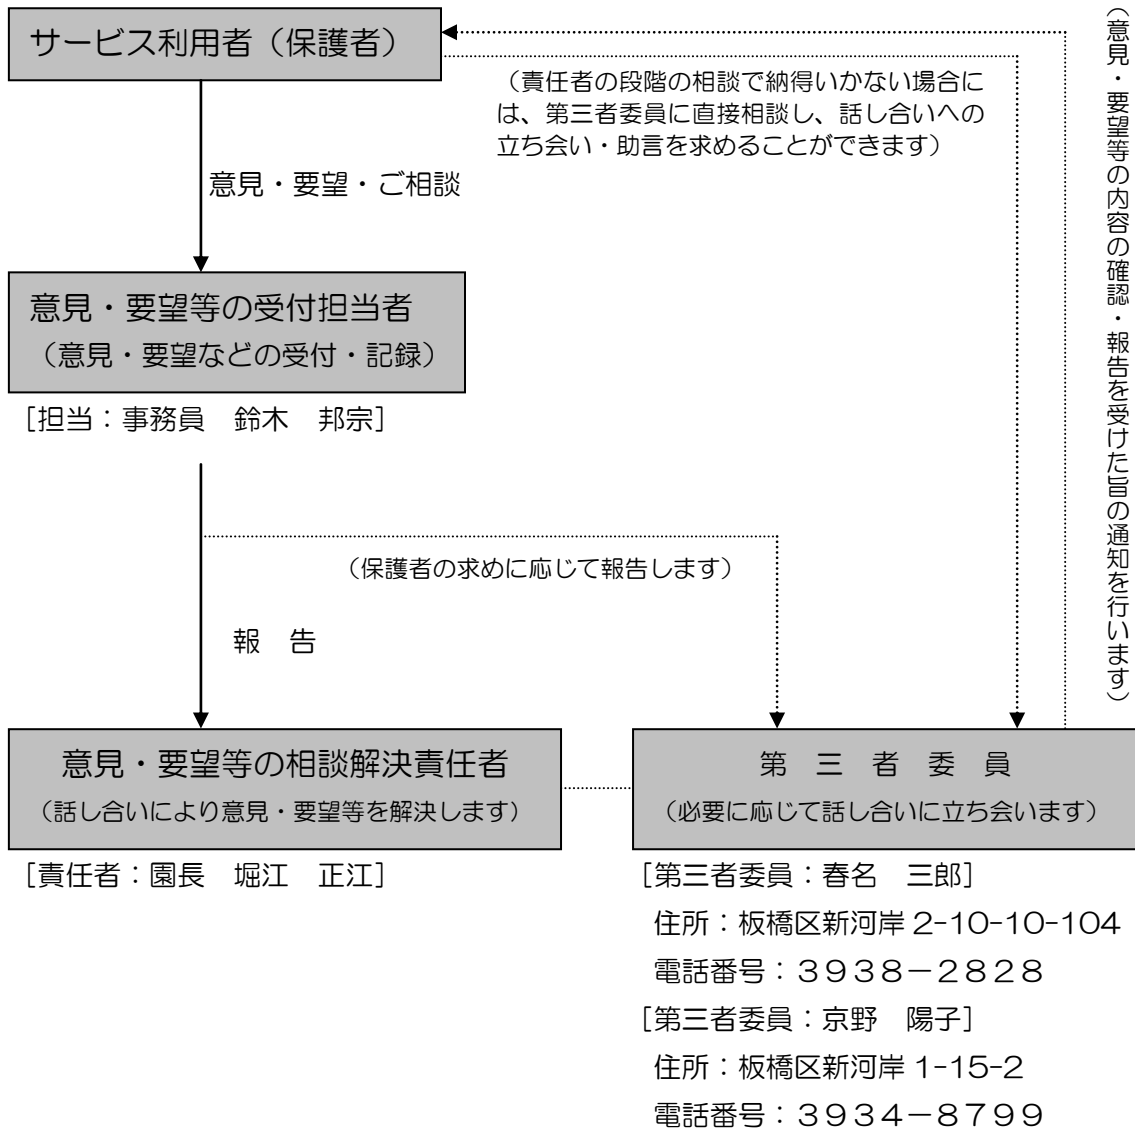 サービス利用者（保護者）
（責任者の段階の相談で納得いかない場合に
は、第三者委員に直接相談し、話し合いへの
立ち会い・助言を求めることができます）
（意見・要望等の内容の確認・報告を受けた旨の通知を行います）
意見・要望・ご相談
意見・要望等の受付担当者
（意見・要望などの受付・記録）
［担当：事務員　鈴木　邦宗］
（保護者の求めに応じて報告します）
報　告
意見・要望等の相談解決責任者
（話し合いにより意見・要望等を解決します）
［責任者：園長　堀江　正江］
第　三　者　委　員
（必要に応じて話し合いに立ち会います）
［第三者委員：春名　三郎］
住所：板橋区新河岸 2-10-10-104
電話番号：３９３８－２８２８
［第三者委員：京野　陽子］
住所：板橋区新河岸 1-15-2
電話番号：３９３４－８７９９